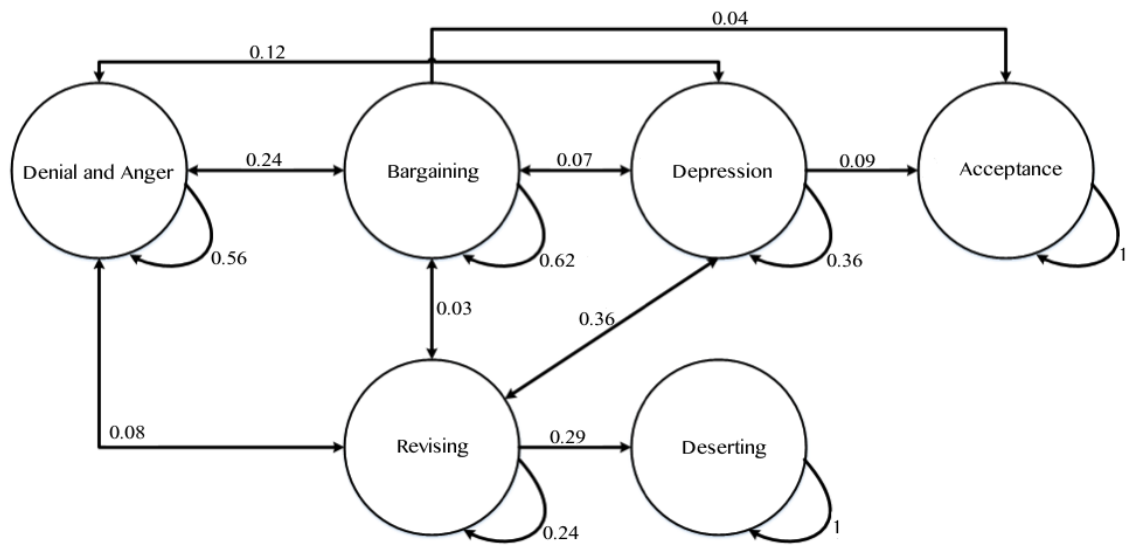 0.04
0.12
Denial and Anger
0.24
Bargaining
0.07
Depression
0.09
Acceptance
0.56
0.62
0.36
1
0.03
0.36
0.08
Revising
0.29
Deserting
0.24
1